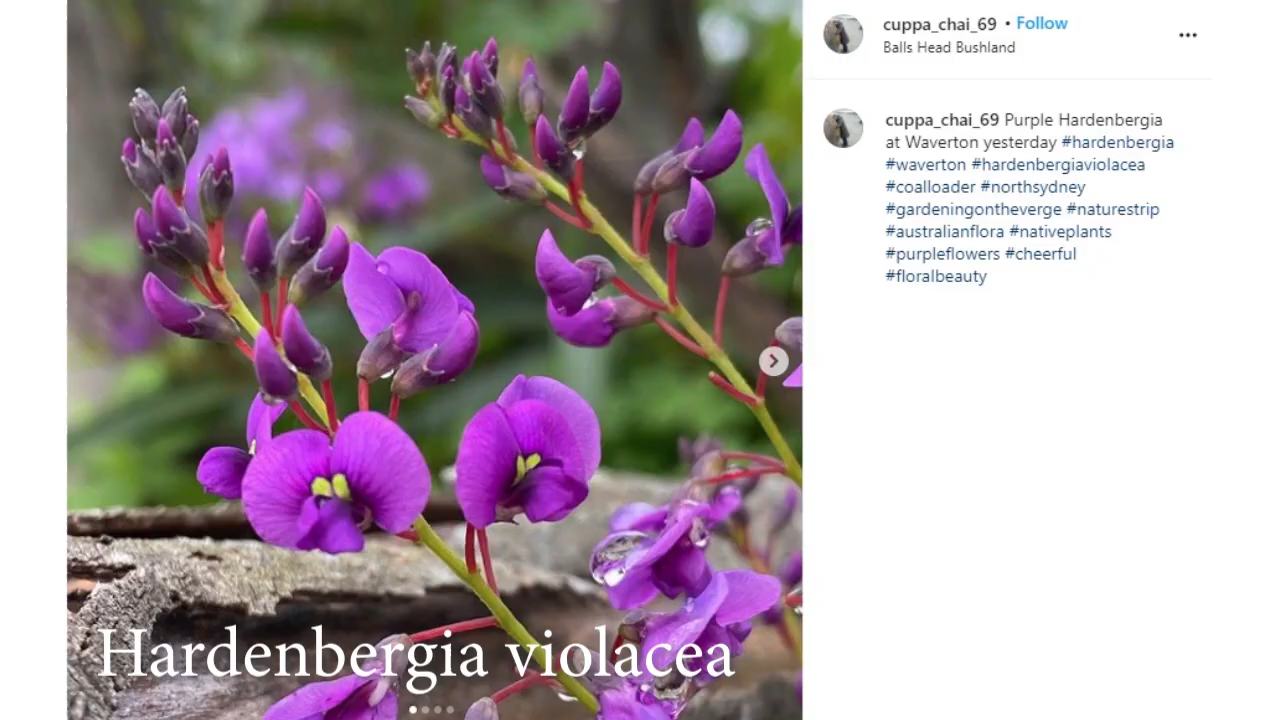 cuppa_chai_69 • Follow
Balls Head Bushland
cuppa_chai_69 Purple Hardenbergia
at Waverton yesterday #hardenbergia
#waverton #hardenbergiaviolacea
#coalloader #northsydney
#gardeningontheverge #naturestrip
#australianflora #nativeplants
#purpleflowers #cheerful
#floralbeauty
Hardenbergia violacea